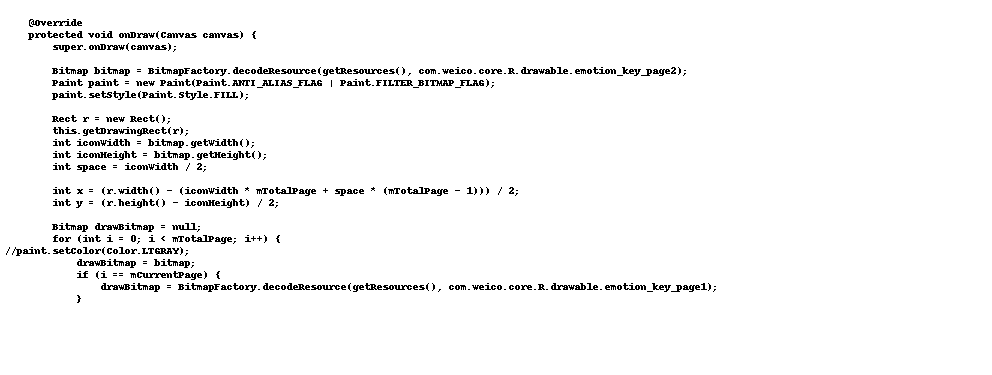 @Override
protected void onDraw(Canvas canvas) {
super.onDraw(canvas);
Bitmap bitmap = BitmapFactory.decodeResource(getResources(), com.weico.core.R.drawable.emotion_key_page2);
Paint paint = new Paint(Paint.ANTI_ALIAS_FLAG | Paint.FILTER_BITMAP_FLAG);
paint.setStyle(Paint.Style.FILL);
Rect r = new Rect();
this.getDrawingRect(r);
int iconWidth = bitmap.getWidth();
int iconHeight = bitmap.getHeight();
int space = iconWidth / 2;
int x = (r.width() - (iconWidth * mTotalPage + space * (mTotalPage - 1))) / 2;
int y = (r.height() - iconHeight) / 2;
Bitmap drawBitmap = null;
for (int i = 0; i < mTotalPage; i++) {
//paint.setColor(Color.LTGRAY);
drawBitmap = bitmap;
if (i == mCurrentPage) {
drawBitmap = BitmapFactory.decodeResource(getResources(), com.weico.core.R.drawable.emotion_key_page1);
}